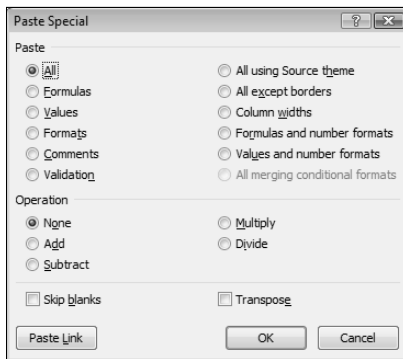 Paste Special
Paste
All
All using Source theme
Formulas
All except borders
Values
Column widths
Formats
Formulas and number formats
Comments
Values and number formats
Validation
All merging conditional formats
Operation
None
Multiply
Add
Divide
Subtract
Skip blanks
Transpose
Paste Link
OK
Cancel